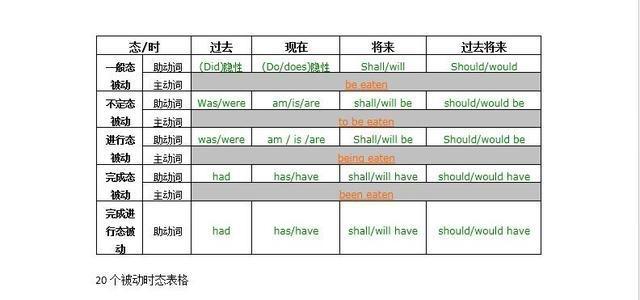 态/时 过去 现在 将来 过去将来
一般态被动 助动词 (Did)隐性 (Do/does)隐性 Shall/will Should/would
主动词 be eaten
不定态被动 助动词 Was/were am/is/are shall/will be should/would be
主动词 to be eaten
进行态被动 助动词 was/were am / is /are Shall/will be Should/would be
主动词 being eaten
完成态被动 助动词 had has/have shall/will have should/would have
主动词 been eaten
完成进行态被动 助动词 had has/have shall/will have should/would have
20 个被动时态表格